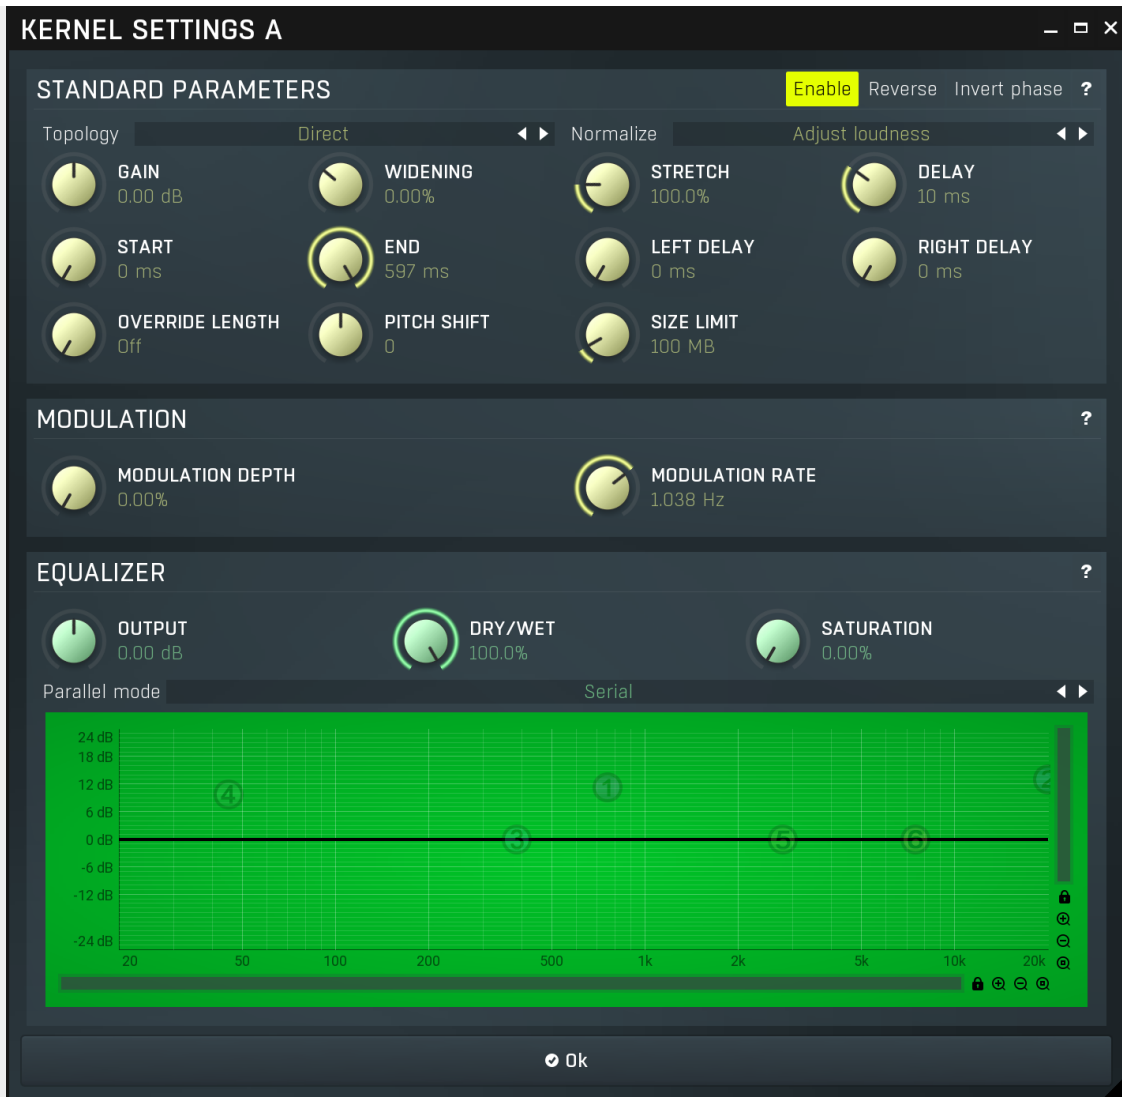 KERNEL SETTINGS A
STANDARD PARAMETERS Enable Reverse Invert phase ?
Topology Direct Normalize Adjust loudness
GAIN WIDENING STRETCH DELAY
0.00 dB 0.00% 100.0% 10 ms
START END LEFT DELAY RIGHT DELAY
0 ms 597 ms 0 ms 0 ms
OVERRIDE LENGTH PITCH SHIFT SIZE LIMIT
Off 0 100 MB
MODULATION ?
MODULATION DEPTH MODULATION RATE
0.00% 1.038 Hz
EQUALIZER ?
OUTPUT DRY/WET SATURATION
0.00 dB 100.0% 0.00%
Parallel mode Serial
24 dB
18 dB
12 dB 4 1 2
6 dB
0 dB 3 5 6
-6 dB
-12 dB
-24 dB
20 50 100 200 500 1k 2k 5k 10k 20k
Ok